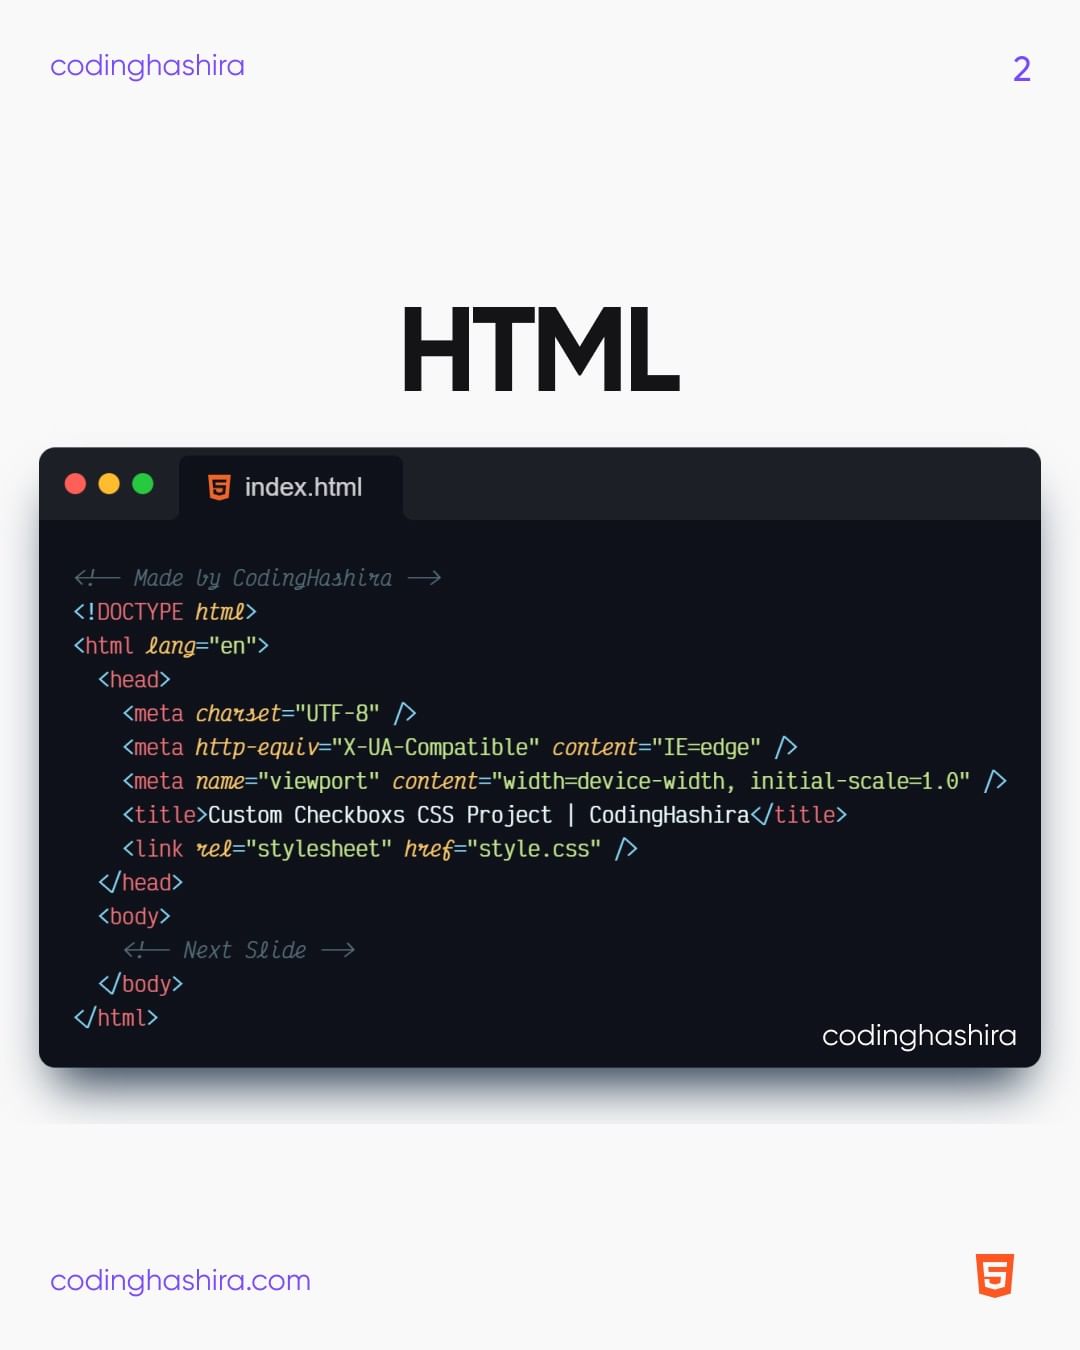 codinghashira
2
HTML
index.html
<!-- Made by CodingHashira -->
<!DOCTYPE html>
<html lang="en">
  <head>
    <meta charset="UTF-8" />
    <meta http-equiv="X-UA-Compatible" content="IE=edge" />
    <meta name="viewport" content="width=device-width, initial-scale=1.0" />
    <title>Custom Checkboxs CSS Project | CodingHashira</title>
    <link rel="stylesheet" href="style.css" />
  </head>
  <body>
    <!-- Next Slide -->
  </body>
</html>
codinghashira
codinghashira.com